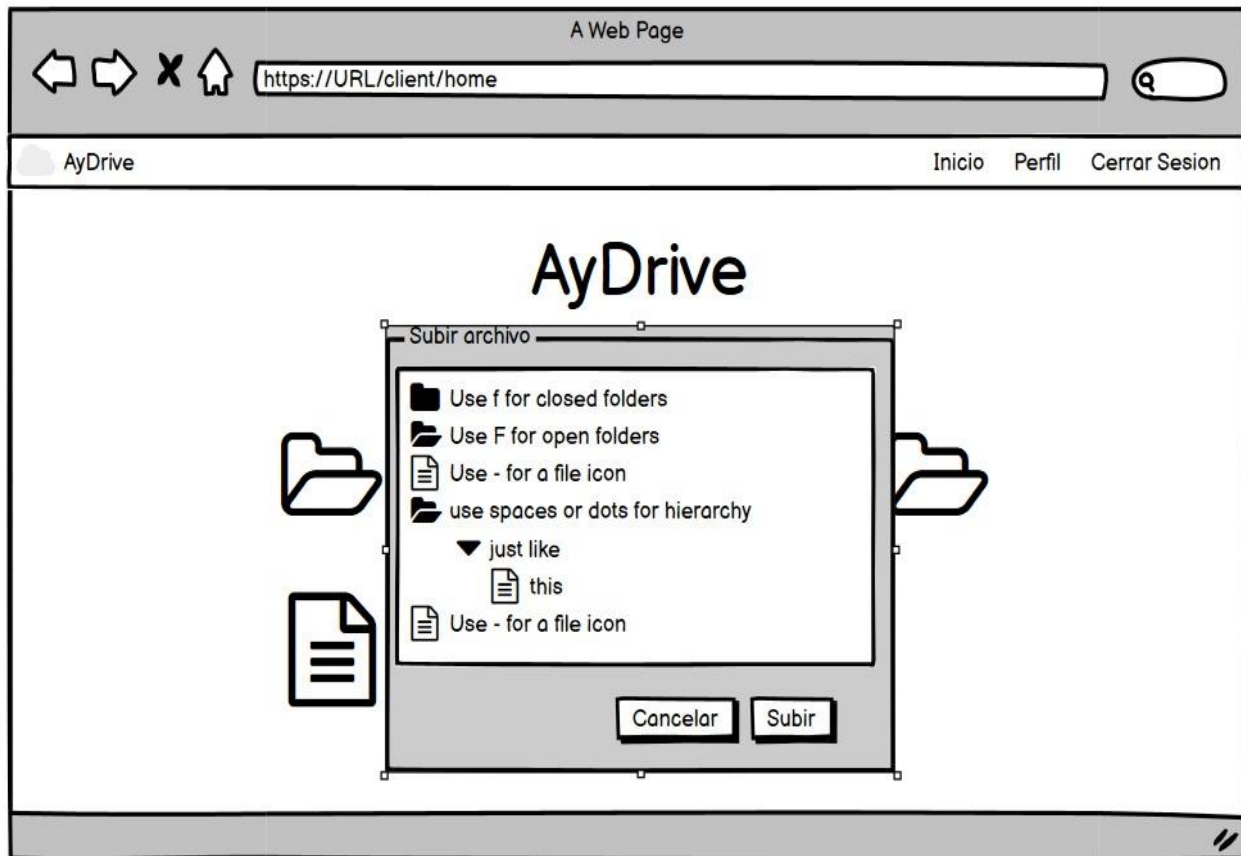 A Web Page
https://URL/client/home
AyDrive Inicio Perfil Cerrar Sesion
AyDrive
Subir archivo
Use f for closed folders
Use F for open folders
Use - for a file icon
use spaces or dots for hierarchy
just like
this
Use - for a file icon
Cancelar Subir